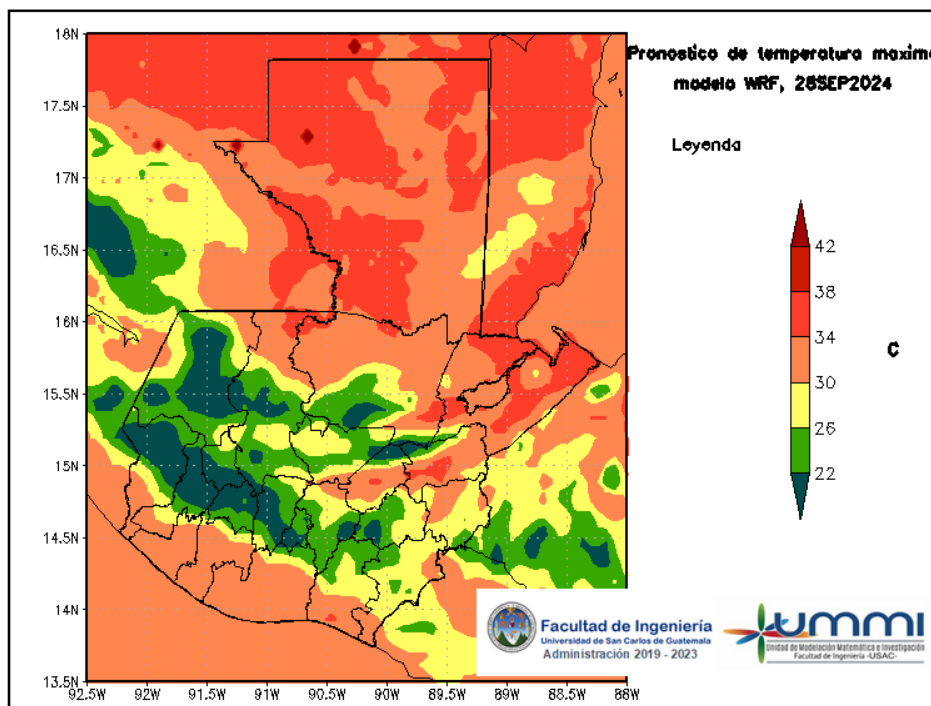 Pronostico de temperatura maxima
modelo WRF, 28SEP2024
Leyenda
42
38
34
30
26
22
C
18N
17.5N
17N
16.5N
16N
15.5N
15N
14.5N
14N
13.5N
92.5W
92W
91.5W
91W
90.5W
90W
89.5W
89W
88.5W
88W
Facultad de Ingeniería
Universidad de San Carlos de Guatemala
Administración 2019 - 2023
ummi
Unidad de Modelación Matemática e Investigación
Facultad de Ingeniería -USAC-